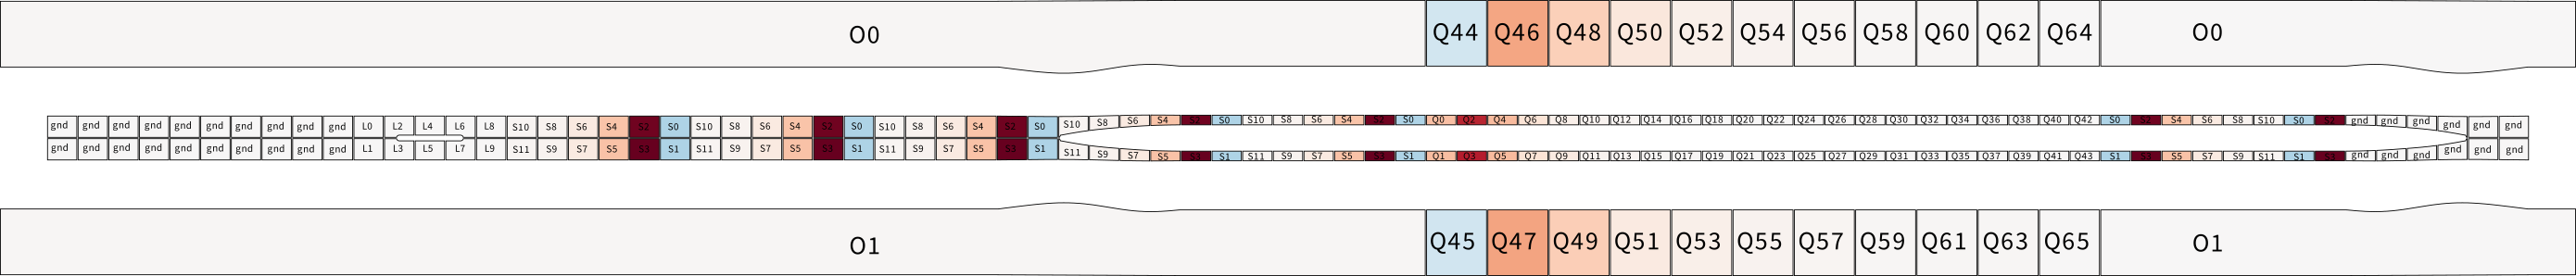 O0 Q44 Q46 Q48 Q50 Q52 Q54 Q56 Q58 Q60 Q62 Q64 O0
gnd gnd gnd gnd gnd gnd gnd gnd gnd gnd L0 L2 L4 L6 L8 S10 S8 S6 S4 S2 S0 S10 S8 S6 S4 S2 S0 S10 S8 S6 S4 S2 S0 S10 S8 S6 S4 S2 S0 S10 S8 S6 S4 S2 S0 Q0 Q2 Q4 Q6 Q8 Q10 Q12 Q14 Q16 Q18 Q20 Q22 Q24 Q26 Q28 Q30 Q32 Q34 Q36 Q38 Q40 Q42 S0 S2 S4 S6 S8 S10 S0 S2 gnd gnd gnd gnd gnd gnd
gnd gnd gnd gnd gnd gnd gnd gnd gnd gnd L1 L3 L5 L7 L9 S11 S9 S7 S5 S3 S1 S11 S9 S7 S5 S3 S1 S11 S9 S7 S5 S3 S1 S11 S9 S7 S5 S3 S1 S11 S9 S7 S5 S3 S1 Q1 Q3 Q5 Q7 Q9 Q11 Q13 Q15 Q17 Q19 Q21 Q23 Q25 Q27 Q29 Q31 Q33 Q35 Q37 Q39 Q41 Q43 S1 S3 S5 S7 S9 S11 S1 S3 gnd gnd gnd gnd gnd gnd
O1 Q45 Q47 Q49 Q51 Q53 Q55 Q57 Q59 Q61 Q63 Q65 O1